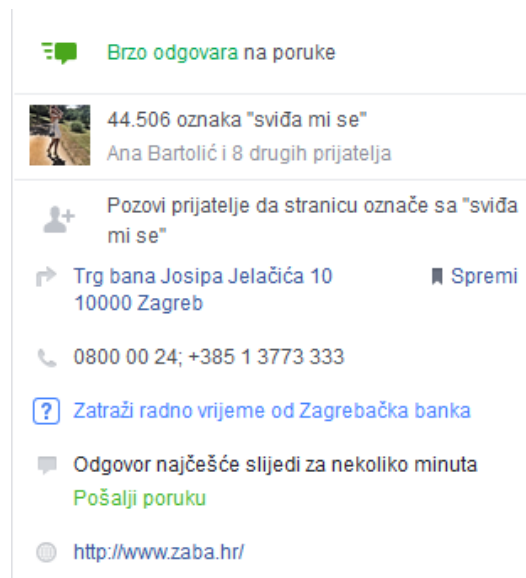 Brzo odgovara na poruke
44.506 oznaka "sviđa mi se"
Ana Bartolić i 8 drugih prijatelja
Pozovi prijatelje da stranicu označe sa "sviđa
mi se"
Trg bana Josipa Jelačića 10
Spremi
10000 Zagreb
0800 00 24; +385 1 3773 333
? Zatraži radno vrijeme od Zagrebačka banka
Odgovor najčešće slijedi za nekoliko minuta
Pošalji poruku
http://www.zaba.hr/